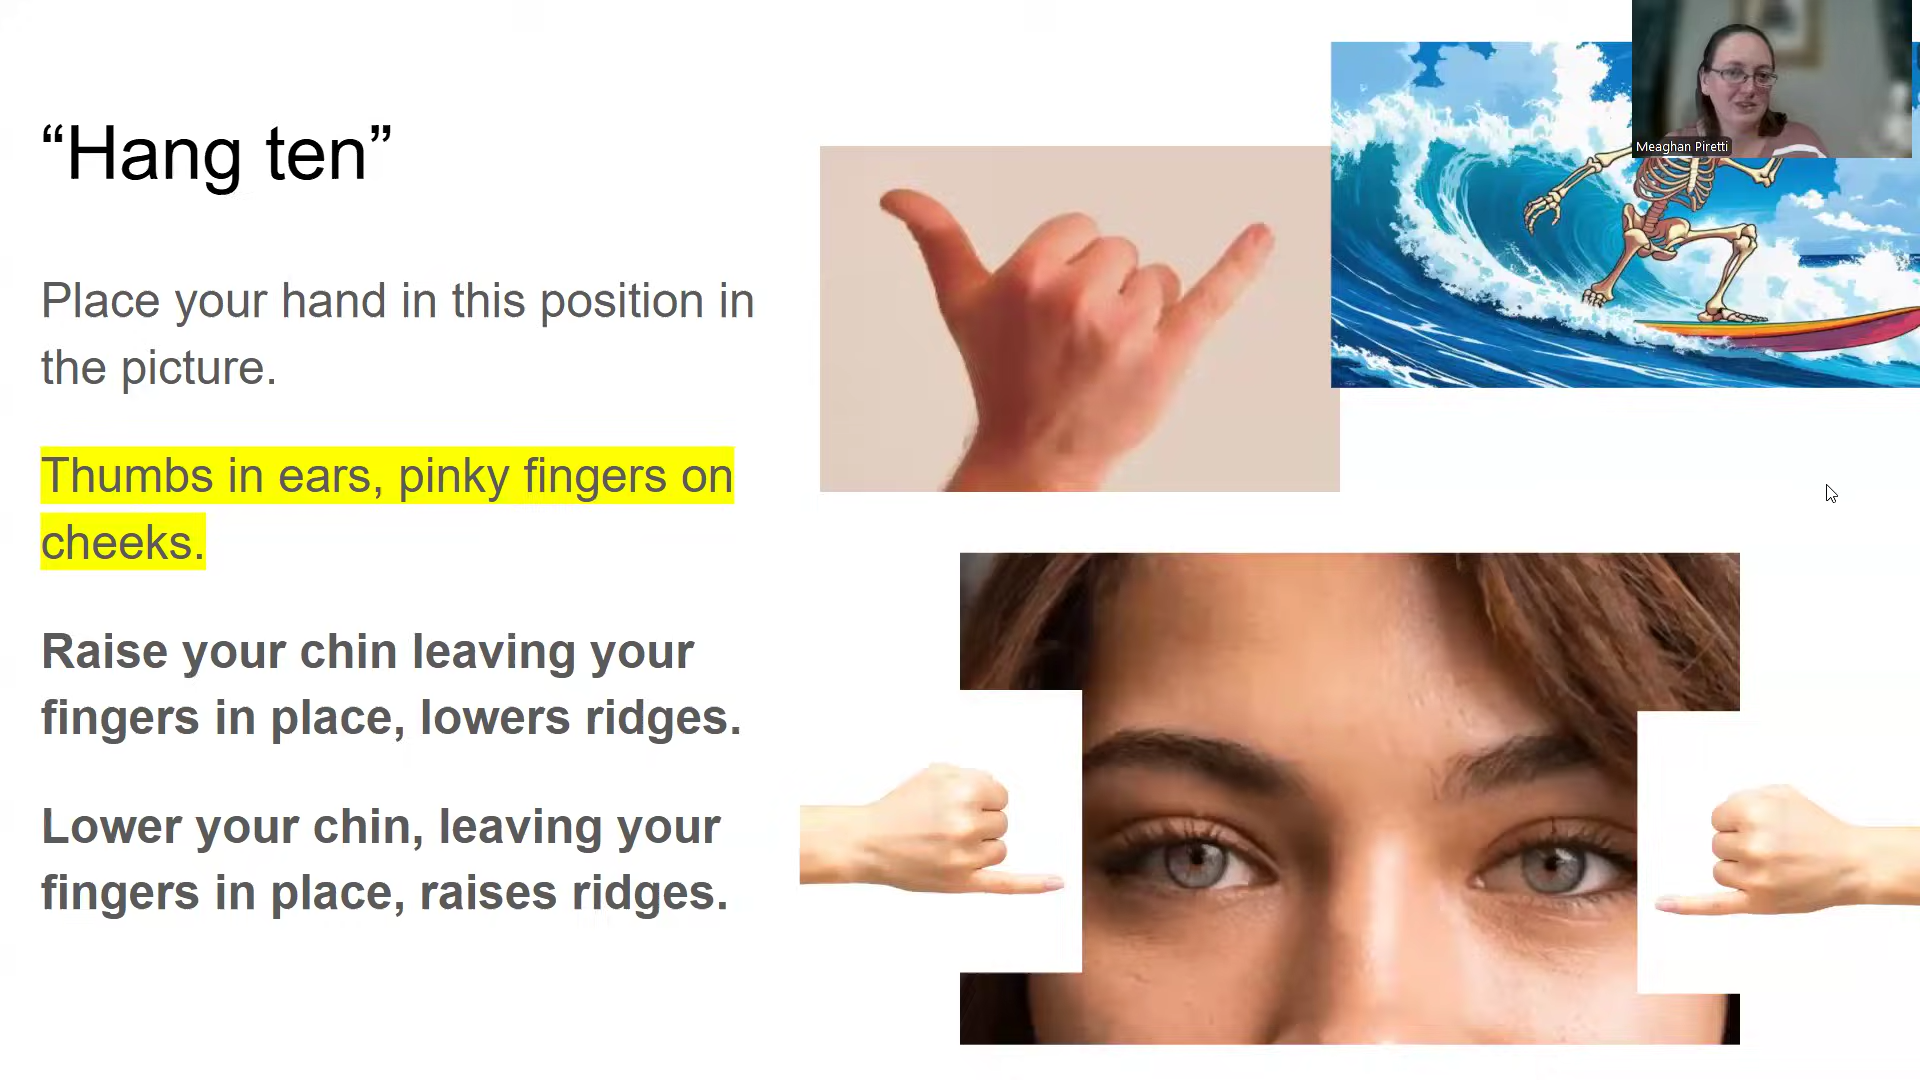 “Hang ten”
Place your hand in this position in
the picture.
Thumbs in ears, pinky fingers on
cheeks.
Raise your chin leaving your
fingers in place, lowers ridges.
Lower your chin, leaving your
fingers in place, raises ridges.
Meaghan Piretti